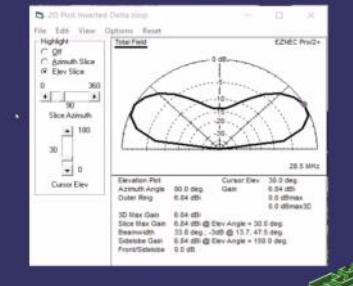 2D Plot: Inverted Delta loop
File Edit View Options Reset
Highlight
Off
Azimuth Slice
Elev Slice
0 360
90
Slice Azimuth
180
30
0
Cursor Elev
Total Field
EZNEC Pro/2+
0 dB
28.5 MHz
Elevation Plot
Azimuth Angle 90.0 deg.
Outer Ring 6.84 dBi
Cursor Elev 30.0 deg.
Gain 6.84 dBi
0.0 dBmax
0.0 dBmax3D
3D Max Gain 6.84 dBi
Slice Max Gain 6.84 dBi @ Elev Angle = 30.0 deg.
Beamwidth 33.8 deg.; -3dB @ 13.7, 47.5 deg.
Sidelobe Gain 6.84 dBi @ Elev Angle = 150.0 deg.
Front/Sidelobe 0.0 dB